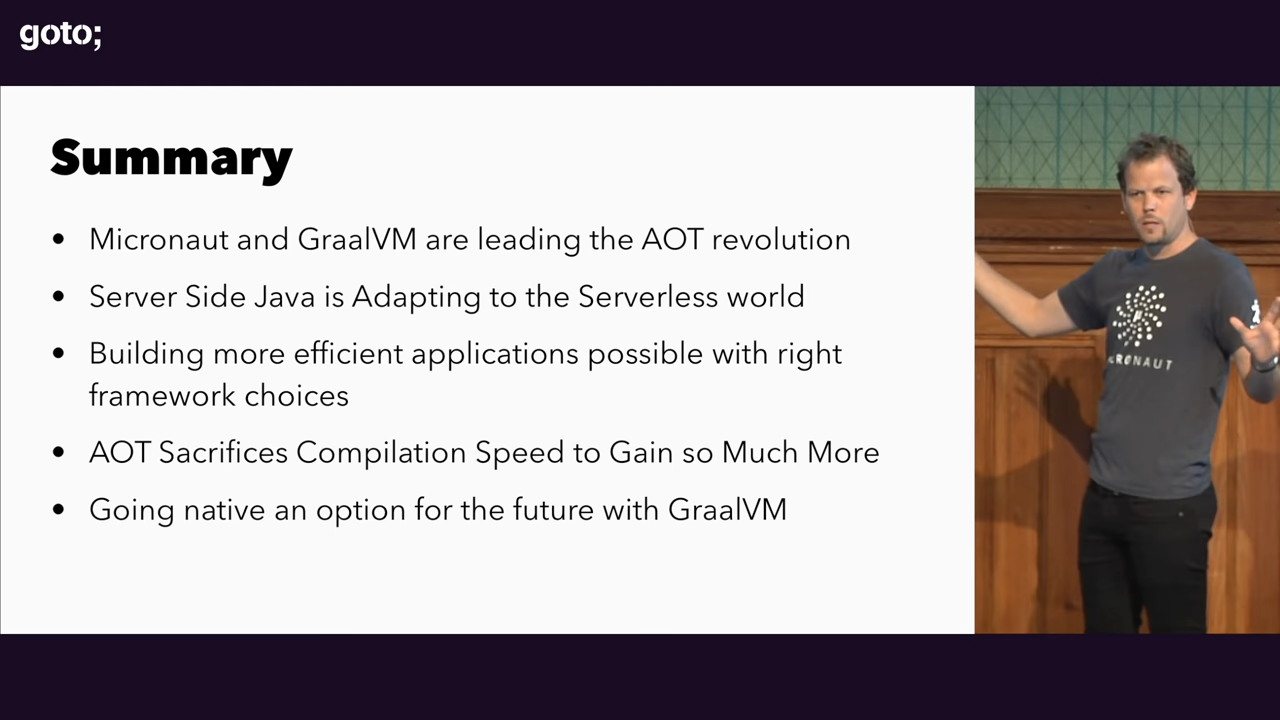 goto;
Summary
• Micronaut and GraalVM are leading the AOT revolution
• Server Side Java is Adapting to the Serverless world
• Building more efficient applications possible with right
framework choices
• AOT Sacrifices Compilation Speed to Gain so Much More
• Going native an option for the future with GraalVM